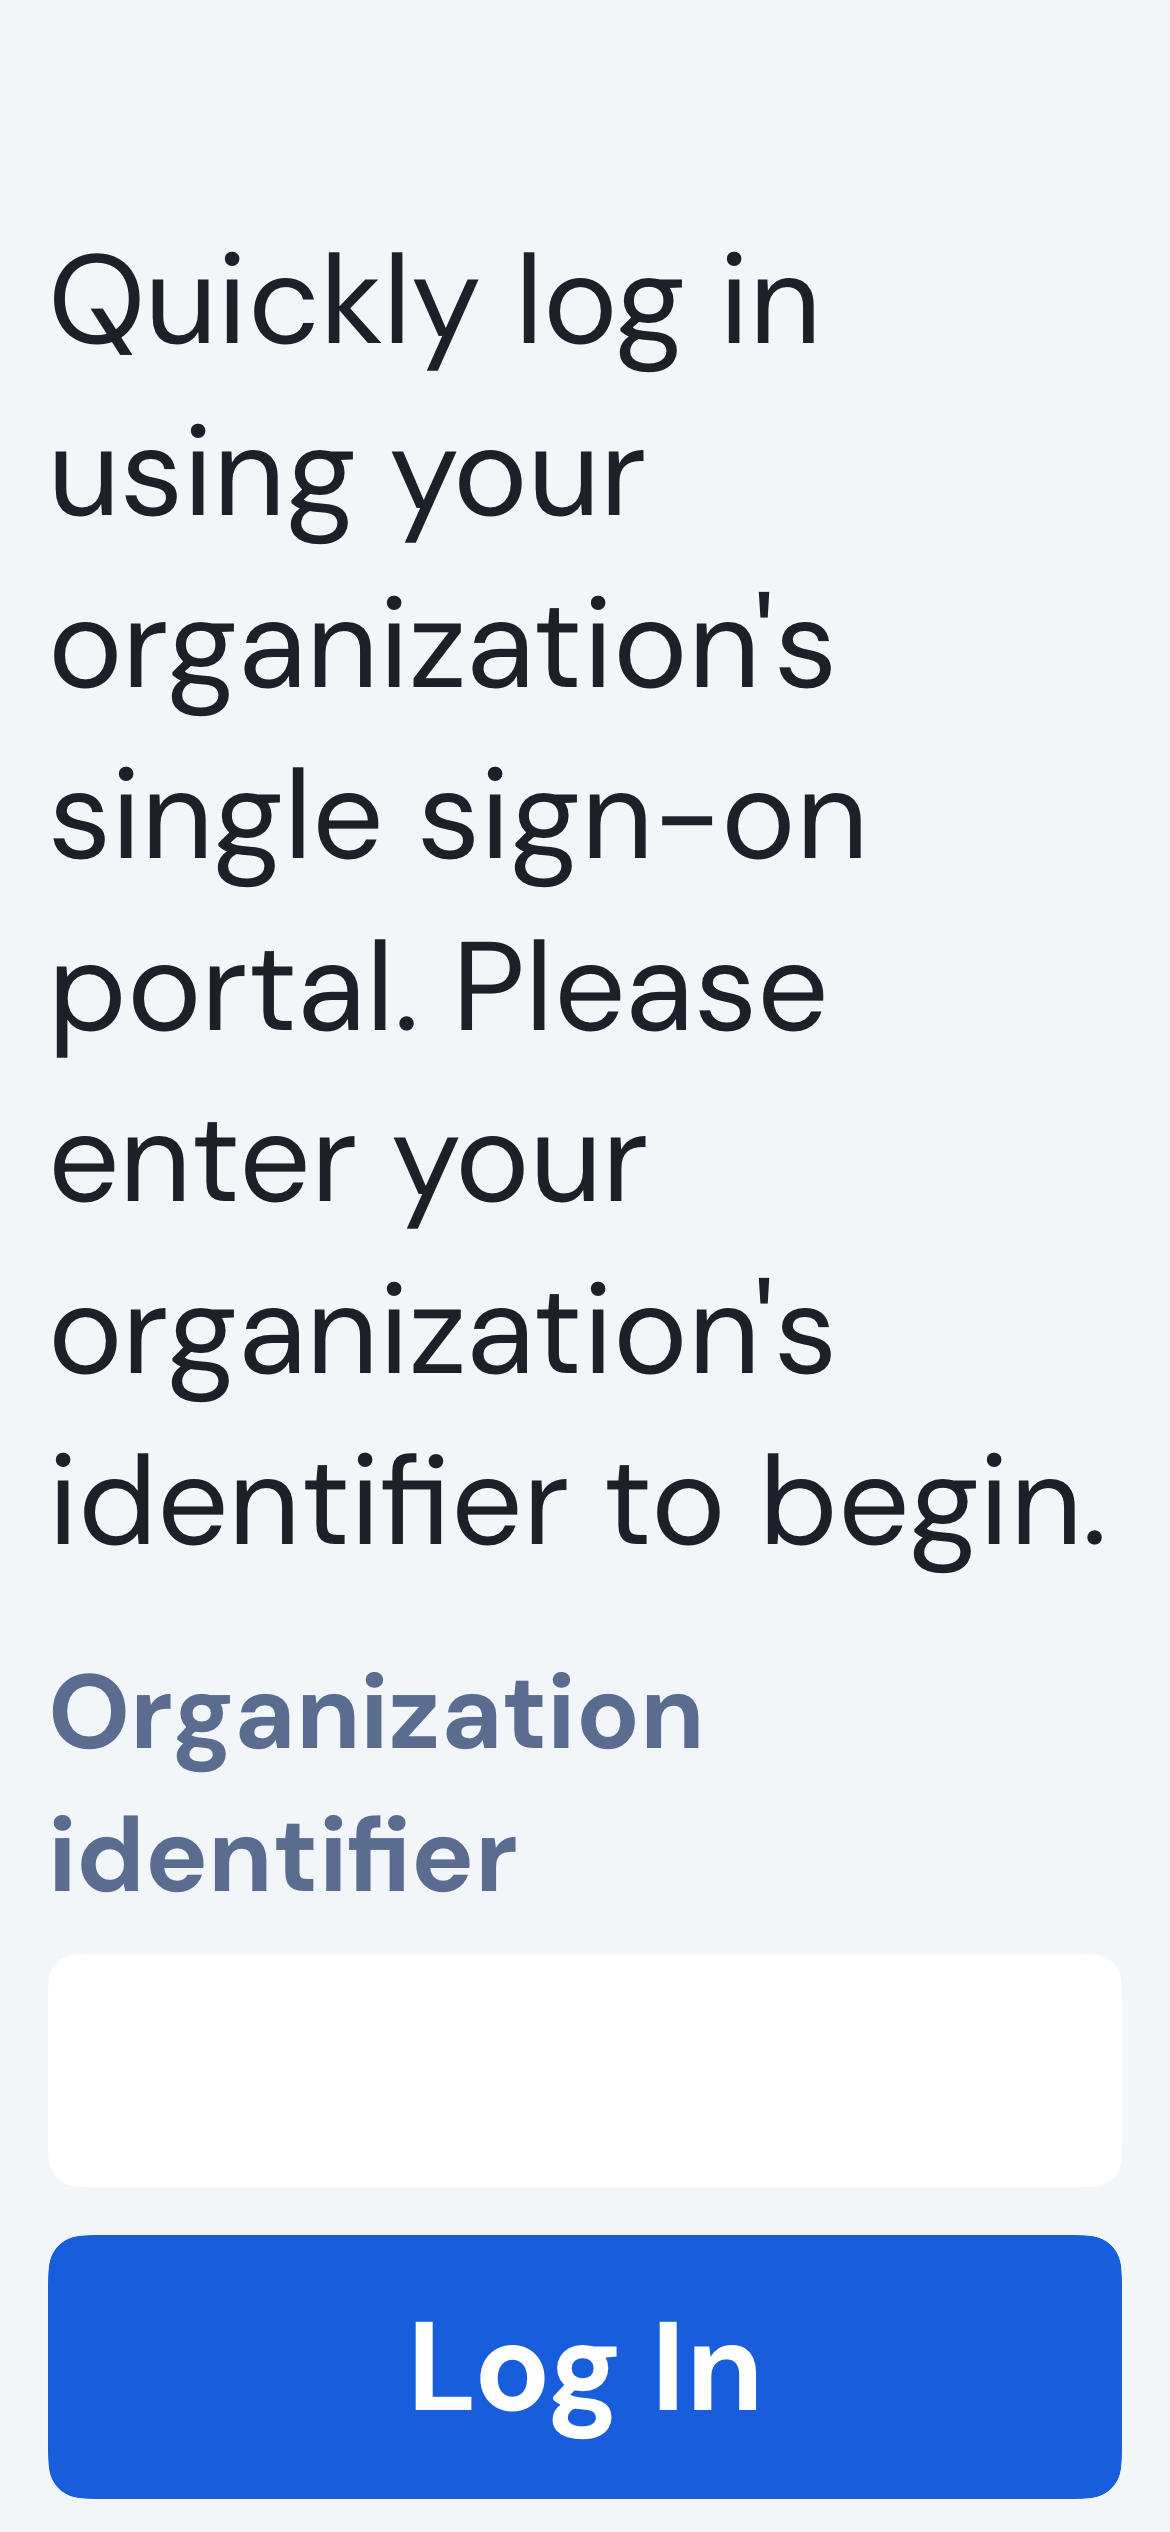 Quickly log in
using your
organization's
single sign-on
portal. Please
enter your
organization's
identifier to begin.
Organization
identifier
Log In